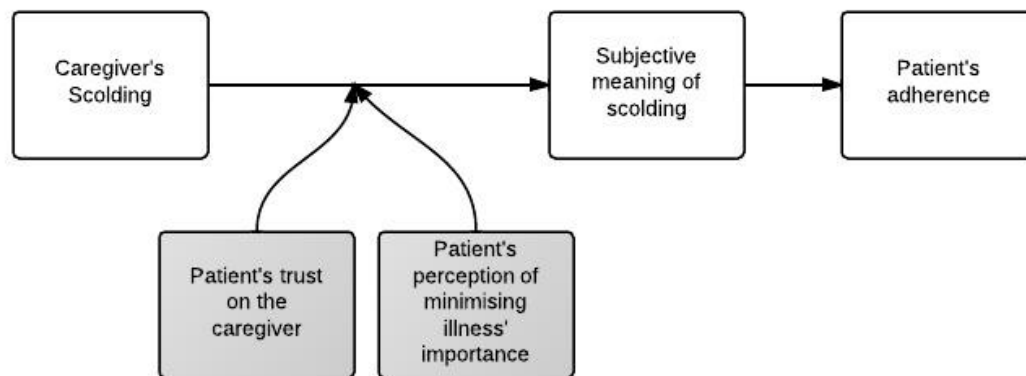 Caregiver's
Scolding
Subjective
meaning of
scolding
Patient's
adherence
Patient's trust
on the
caregiver
Patient's
perception of
minimising
illness'
importance